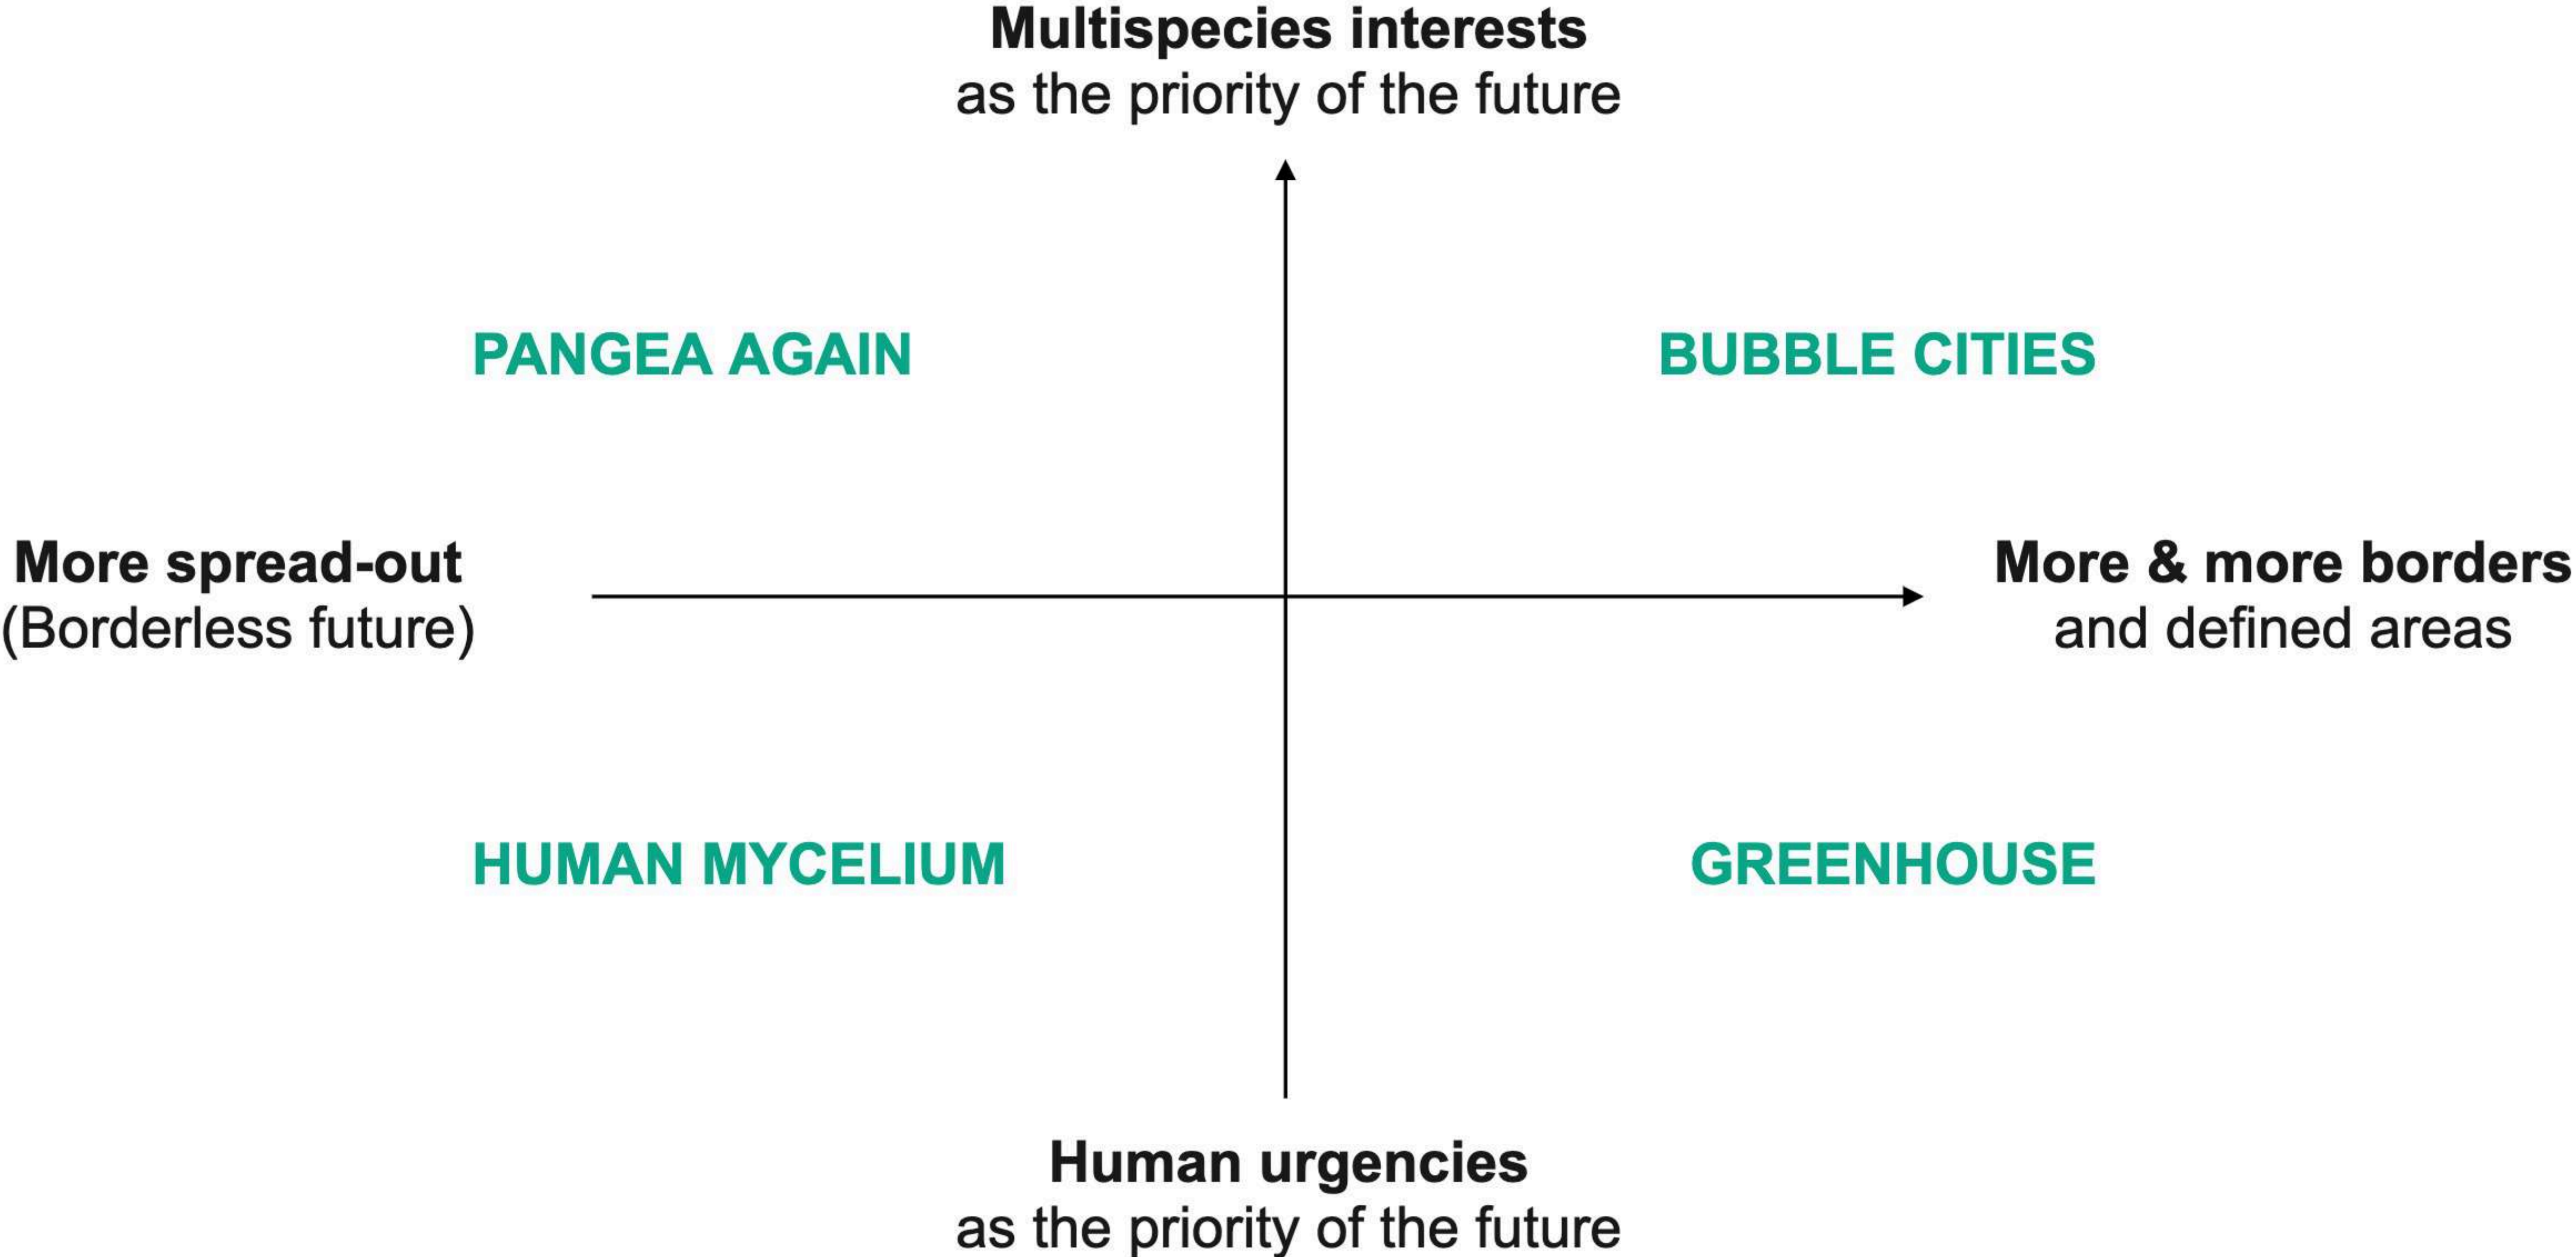 Multispecies interests
as the priority of the future
PANGEA AGAIN
BUBBLE CITIES
More spread-out
(Borderless future)
More & more borders
and defined areas
HUMAN MYCELIUM
GREENHOUSE
Human urgencies
as the priority of the future